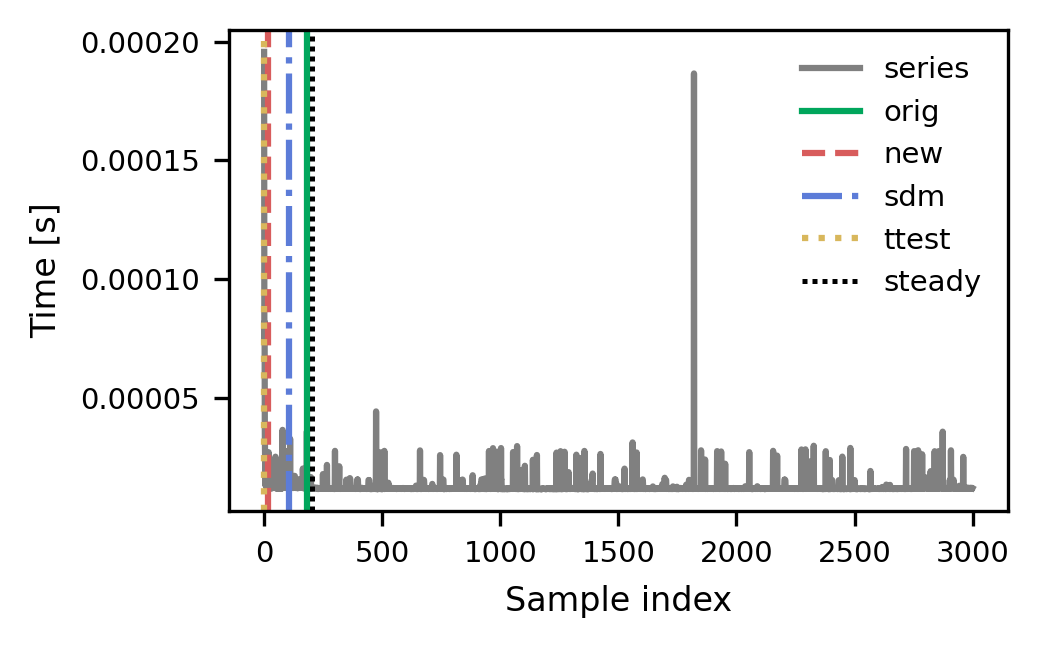 0.00020
0.00015
0.00010
0.00005
Time [s]
series
orig
new
sdm
ttest
steady
0 500 1000 1500 2000 2500 3000
Sample index